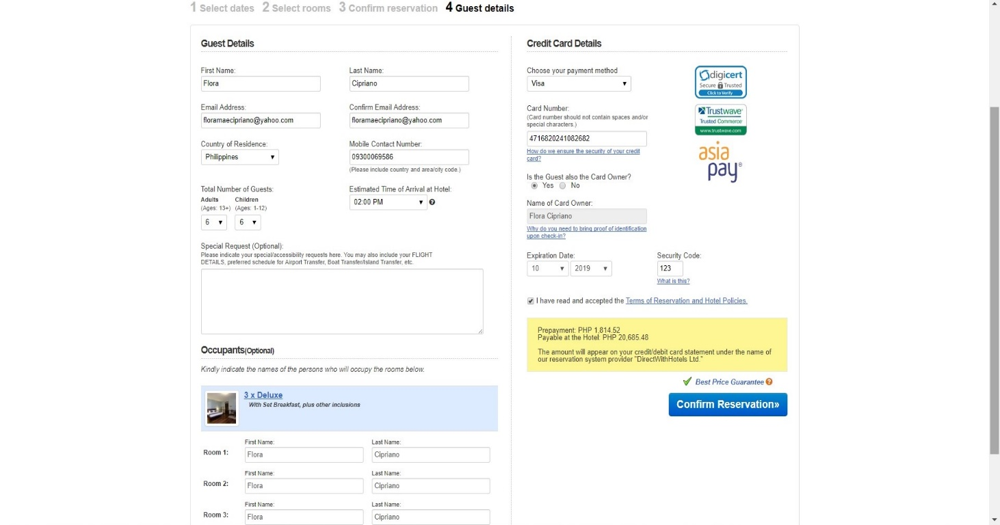 1 Select dates 2 Select rooms 3 Confirm reservation 4 Guest details
Guest Details
First Name:
Last Name:
Flora
Cipriano
Email Address:
Confirm Email Address:
floramaecipriano@yahoo.com
floramaecipriano@yahoo.com
Country of Residence:
Mobile Contact Number:
Philippines
09300069586
(Please include country and area/city code.)
Total Number of Guests:
Estimated Time of Arrival at Hotel:
Adults
Children
(Ages: 13+)
(Ages: 1-12)
02:00 PM
6
6
Special Request (Optional):
Please indicate your special/accessibility requests here. You may also include your FLIGHT
DETAILS, preferred schedule for Airport Transfer, Boat Transfer/Island Transfer, etc.
Occupants(Optional)
Kindly indicate the names of the persons who will occupy the rooms below.
3 x Deluxe
With Set Breakfast, plus other inclusions
First Name:
Last Name:
Room 1:
Flora
Cipriano
First Name:
Last Name:
Room 2:
Flora
Cipriano
First Name:
Last Name:
Room 3:
Flora
Cipriano
Credit Card Details
Choose your payment method
Visa
Card Number:
(Card number should not contain spaces and/or
special characters.)
4716820241082682
How do we ensure the security of your credit
card?
Is the Guest also the Card Owner?
Yes No
Name of Card Owner:
Flora Cipriano
Why do you need to bring proof of identification
upon check-in?
Expiration Date:
Security Code:
10
2019
123
What is this?
I have read and accepted the Terms of Reservation and Hotel Policies.
Prepayment: PHP 1,814.52
Payable at the Hotel: PHP 20,685.48
The amount will appear on your credit/debit card statement under the name of
our reservation system provider "DirectWithHotels Ltd."
Best Price Guarantee
Confirm Reservation»
digicert
Secure Trusted
Click to Verify
Trustwave®
Trusted Commerce™
www.trustwave.com
asia
pay®